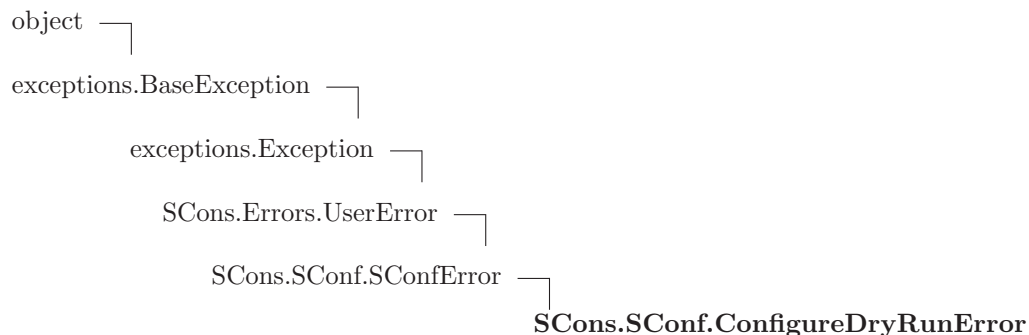 object
exceptions.BaseException
exceptions.Exception
SCons.Errors.UserError
SCons.SConf.SConfError
SCons.SConf.ConfigureDryRunError